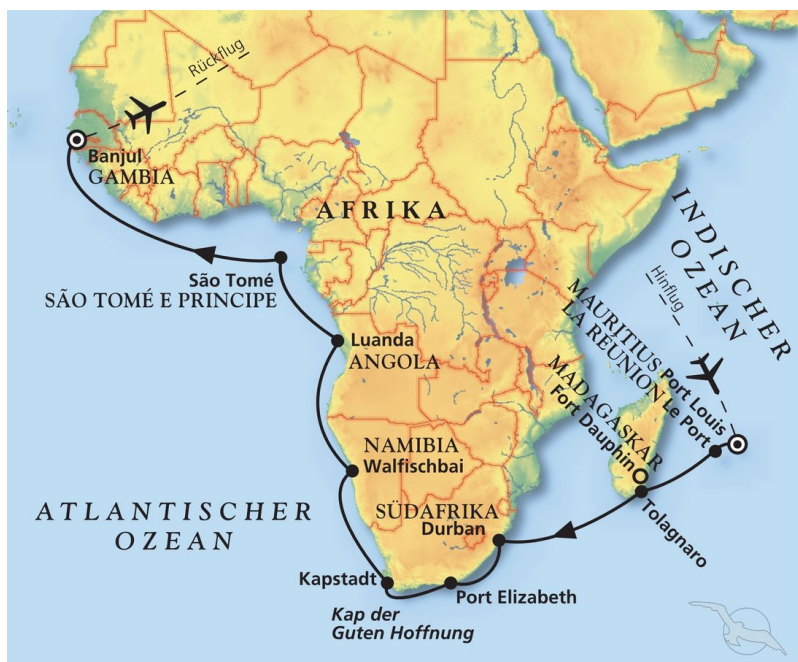 Rückflug
Banjul
GAMBIA
AFRIKA
INDISCHER
OZEAN
Hinflug
São Tomé
SÃO TOMÉ E PRINCIPE
MAURITIUS Port Louis
LA RÉUNION Le Port
MADAGASKAR
Fort Dauphin
Luanda
ANGOLA
NAMIBIA
Walfischbai
ATLANTISCHER
OZEAN
SÜDAFRIKA
Durban
Tolagnaro
Kapstadt
Port Elizabeth
Kap der
Guten Hoffnung